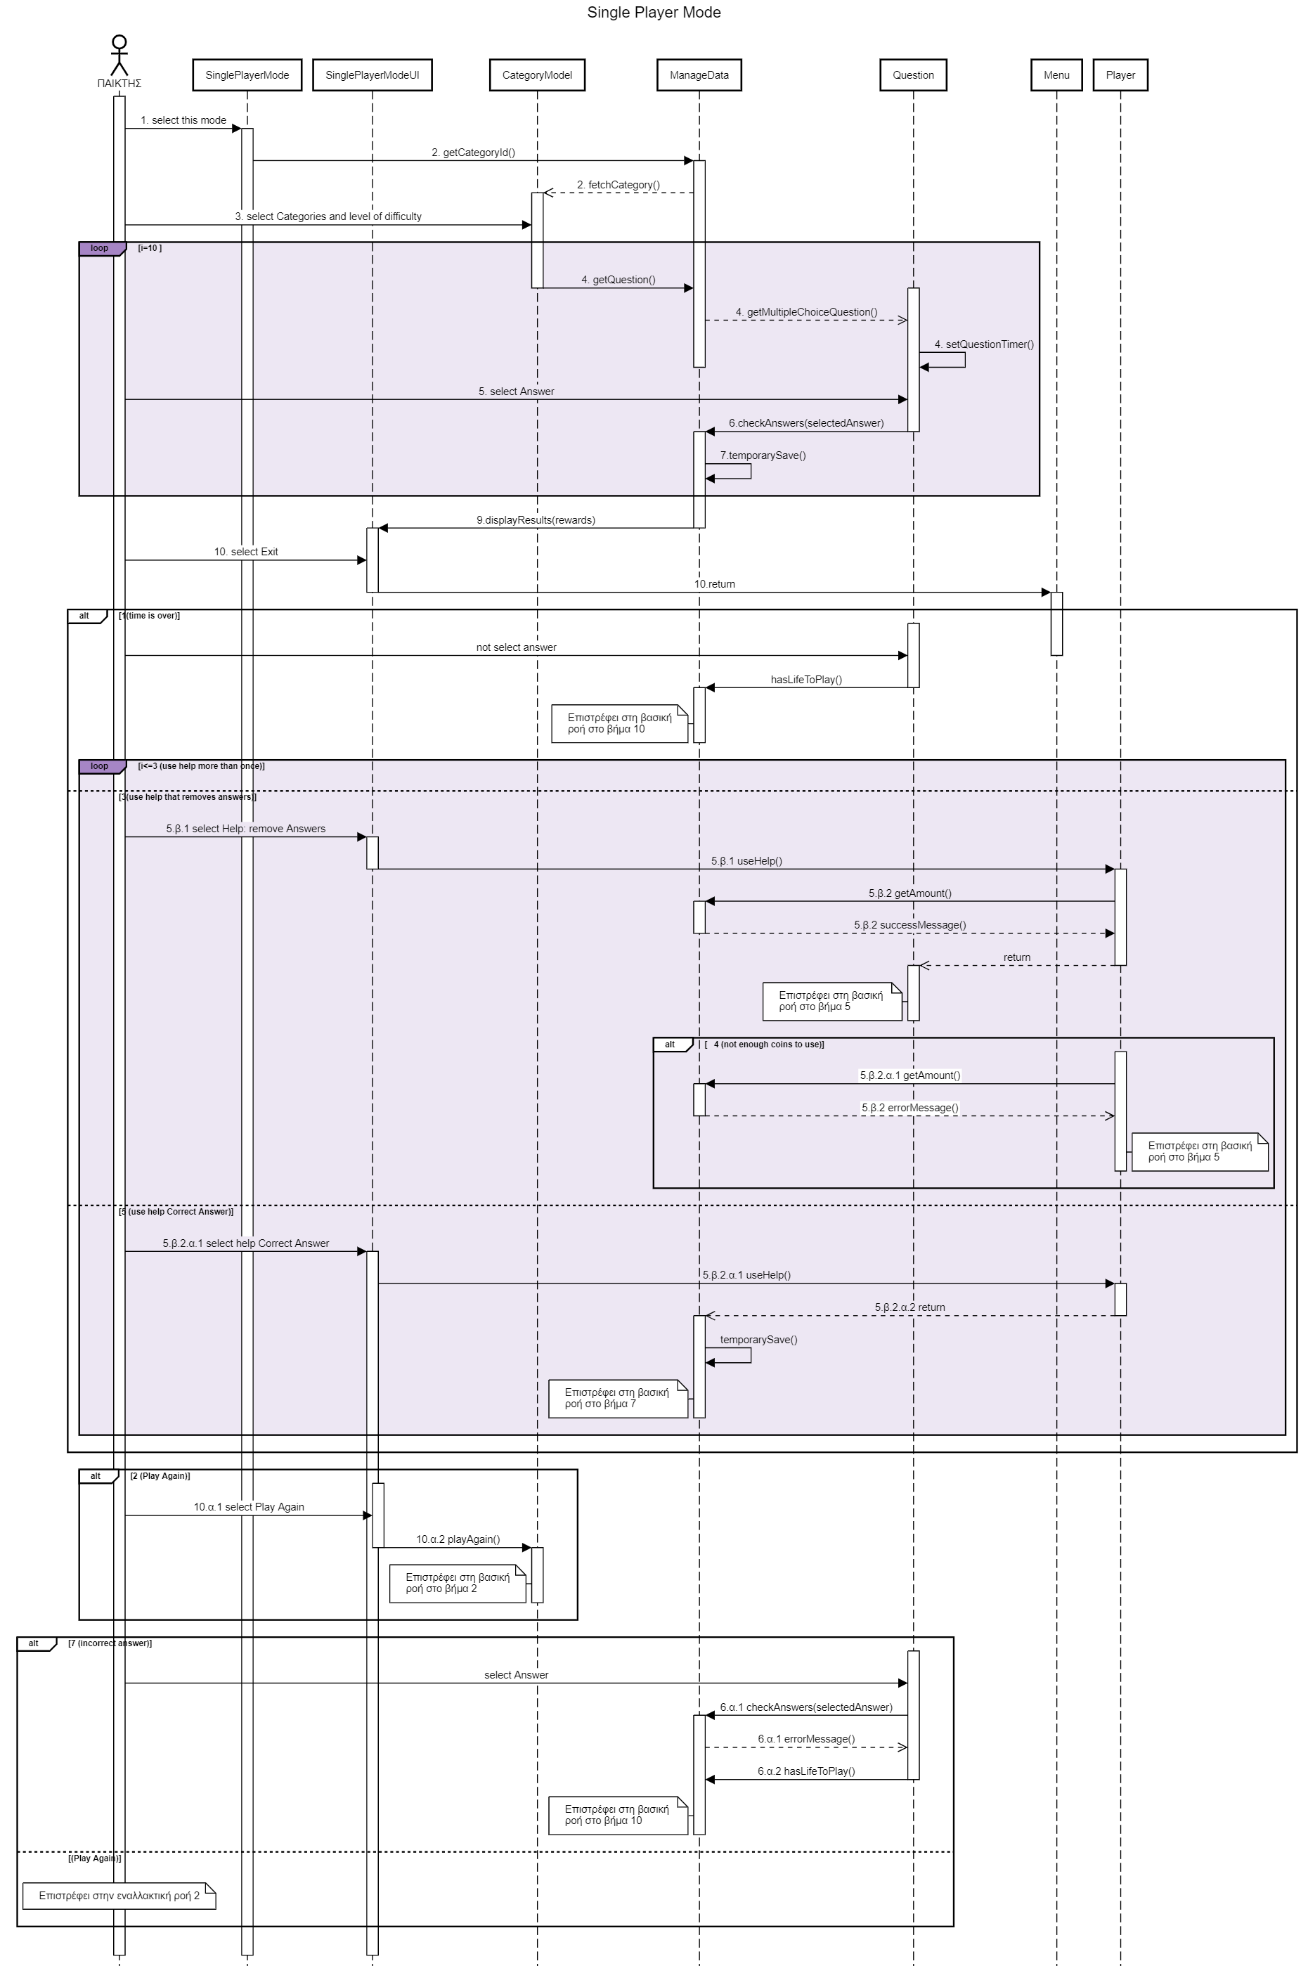 Single Player Mode
ΠΑΙΚΤΗΣ
SinglePlayerMode
SinglePlayerModeUI
CategoryModel
ManageData
Question
Menu
Player
1. select this mode
2. getCategoryId()
2. fetchCategory()
3. select Categories and level of difficulty
loop
[i=10 ]
4. getQuestion()
4. getMultipleChoiceQuestion()
4. setQuestionTimer()
5. select Answer
6.checkAnswers(selectedAnswer)
7.temporarySave()
9.displayResults(rewards)
10. select Exit
10.return
alt
[1(time is over)]
not select answer
hasLifeToPlay()
Επιστρέφει στη βασική
ροή στο βήμα 10
loop
[i<=3 (use help more than once)]
[3(use help that removes answers)]
5.β.1 select Help: remove Answers
5.β.1 useHelp()
5.β.2 getAmount()
5.β.2 successMessage()
return
Επιστρέφει στη βασική
ροή στο βήμα 5
alt
[ 4 (not enough coins to use)]
5.β.2.α.1 getAmount()
5.β.2 errorMessage()
Επιστρέφει στη βασική
ροή στο βήμα 5
[5 (use help Correct Answer)]
5.β.2.α.1 select help Correct Answer
5.β.2.α.1 useHelp()
5.β.2.α.2 return
temporarySave()
Επιστρέφει στη βασική
ροή στο βήμα 7
alt
[2 (Play Again)]
10.α.1 select Play Again
10.α.2 playAgain()
Επιστρέφει στη βασική
ροή στο βήμα 2
alt
[7 (incorrect answer)]
select Answer
6.α.1 checkAnswers(selectedAnswer)
6.α.1 errorMessage()
6.α.2 hasLifeToPlay()
Επιστρέφει στη βασική
ροή στο βήμα 10
[(Play Again)]
Επιστρέφει στην εναλλακτική ροή 2